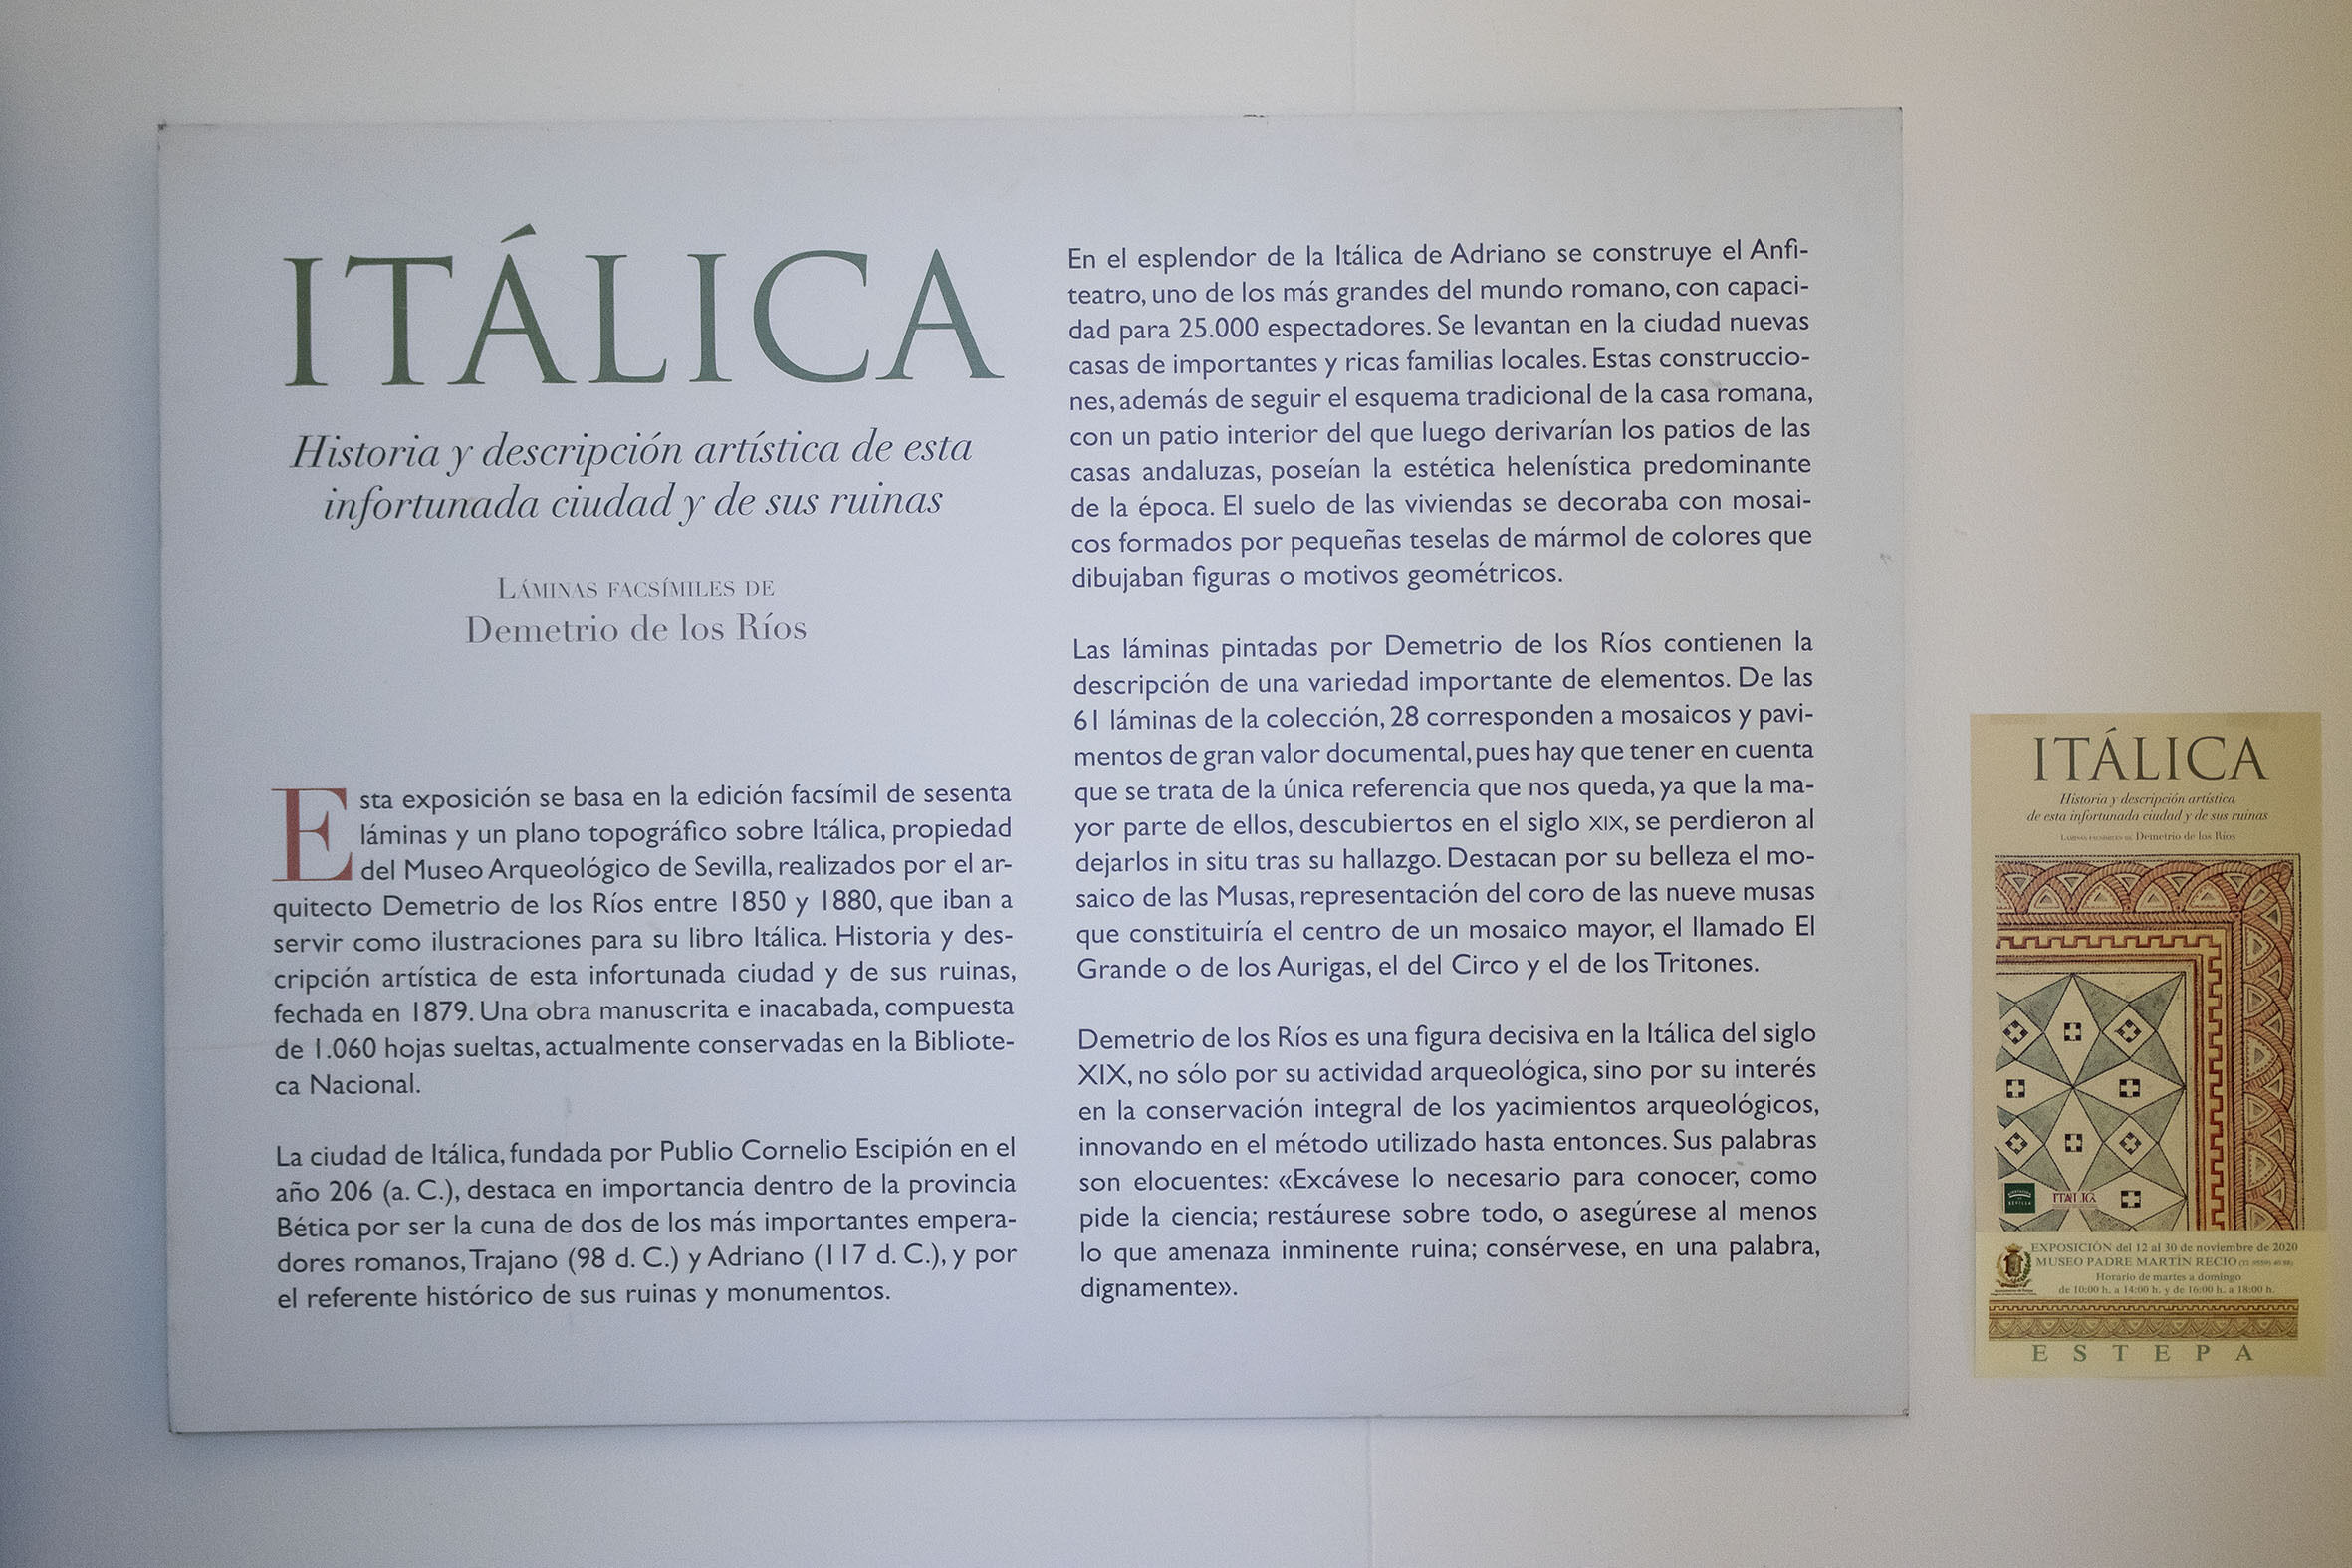 ITÁLICA
Historia y descripción artística de esta
infortunada ciudad y de sus ruinas
LÁMINAS FACSÍMILES DE
Demetrio de los Ríos
Esta exposición se basa en la edición facsímil de sesenta
láminas y un plano topográfico sobre Itálica, propiedad
del Museo Arqueológico de Sevilla, realizados por el ar-
quitecto Demetrio de los Ríos entre 1850 y 1880, que iban a
servir como ilustraciones para su libro Itálica. Historia y des-
cripción artística de esta infortunada ciudad y de sus ruinas,
fechada en 1879. Una obra manuscrita e inacabada, compuesta
de 1.060 hojas sueltas, actualmente conservadas en la Bibliote-
ca Nacional.
La ciudad de Itálica, fundada por Publio Cornelio Escipión en el
año 206 (a. C.), destaca en importancia dentro de la provincia
Bética por ser la cuna de dos de los más importantes empera-
dores romanos, Trajano (98 d. C.) y Adriano (117 d. C.), y por
el referente histórico de sus ruinas y monumentos.
En el esplendor de la Itálica de Adriano se construye el Anfi-
teatro, uno de los más grandes del mundo romano, con capaci-
dad para 25.000 espectadores. Se levantan en la ciudad nuevas
casas de importantes y ricas familias locales. Estas construccio-
nes, además de seguir el esquema tradicional de la casa romana,
con un patio interior del que luego derivarían los patios de las
casas andaluzas, poseían la estética helenística predominante
de la época. El suelo de las viviendas se decoraba con mosai-
cos formados por pequeñas teselas de mármol de colores que
dibujaban figuras o motivos geométricos.
Las láminas pintadas por Demetrio de los Ríos contienen la
descripción de una variedad importante de elementos. De las
61 láminas de la colección, 28 corresponden a mosaicos y pavi-
mentos de gran valor documental, pues hay que tener en cuenta
que se trata de la única referencia que nos queda, ya que la ma-
yor parte de ellos, descubiertos en el siglo XIX, se perdieron al
dejarlos in situ tras su hallazgo. Destacan por su belleza el mo-
saico de las Musas, representación del coro de las nueve musas
que constituiría el centro de un mosaico mayor, el llamado El
Grande o de los Aurigas, el del Circo y el de los Tritones.
Demetrio de los Ríos es una figura decisiva en la Itálica del siglo
XIX, no sólo por su actividad arqueológica, sino por su interés
en la conservación integral de los yacimientos arqueológicos,
innovando en el método utilizado hasta entonces. Sus palabras
son elocuentes: «Excávese lo necesario para conocer, como
pide la ciencia; restáurese sobre todo, o asegúrese al menos
lo que amenaza inminente ruina; consérvese, en una palabra,
dignamente».
ITÁLICA
Historia y descripción artística
de esta infortunada ciudad y de sus ruinas
LÁMINAS FACSÍMILES DE Demetrio de los Ríos
ITALICA
EXPOSICIÓN del 12 al 30 de noviembre de 2020
MUSEO PADRE MARTÍN RECIO
Horario de martes a domingo
de 10:00 h. a 14:00 h. y de 16:00 h. a 18:00 h.
ESTEPA